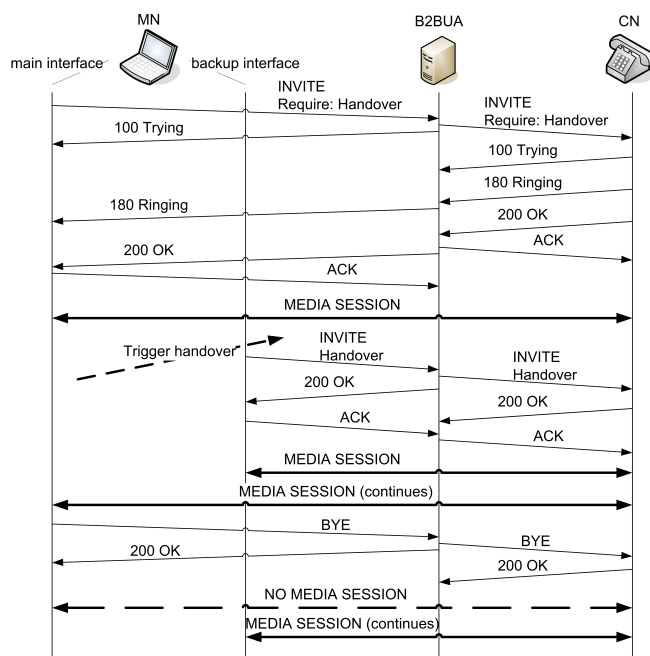 MN
B2BUA
CN
main interface
backup interface
INVITE
Require: Handover
INVITE
Require: Handover
100 Trying
100 Trying
180 Ringing
180 Ringing
200 OK
ACK
200 OK
ACK
MEDIA SESSION
Trigger handover
INVITE
Handover
INVITE
Handover
200 OK
200 OK
ACK
ACK
MEDIA SESSION
MEDIA SESSION (continues)
BYE
BYE
200 OK
200 OK
NO MEDIA SESSION
MEDIA SESSION (continues)